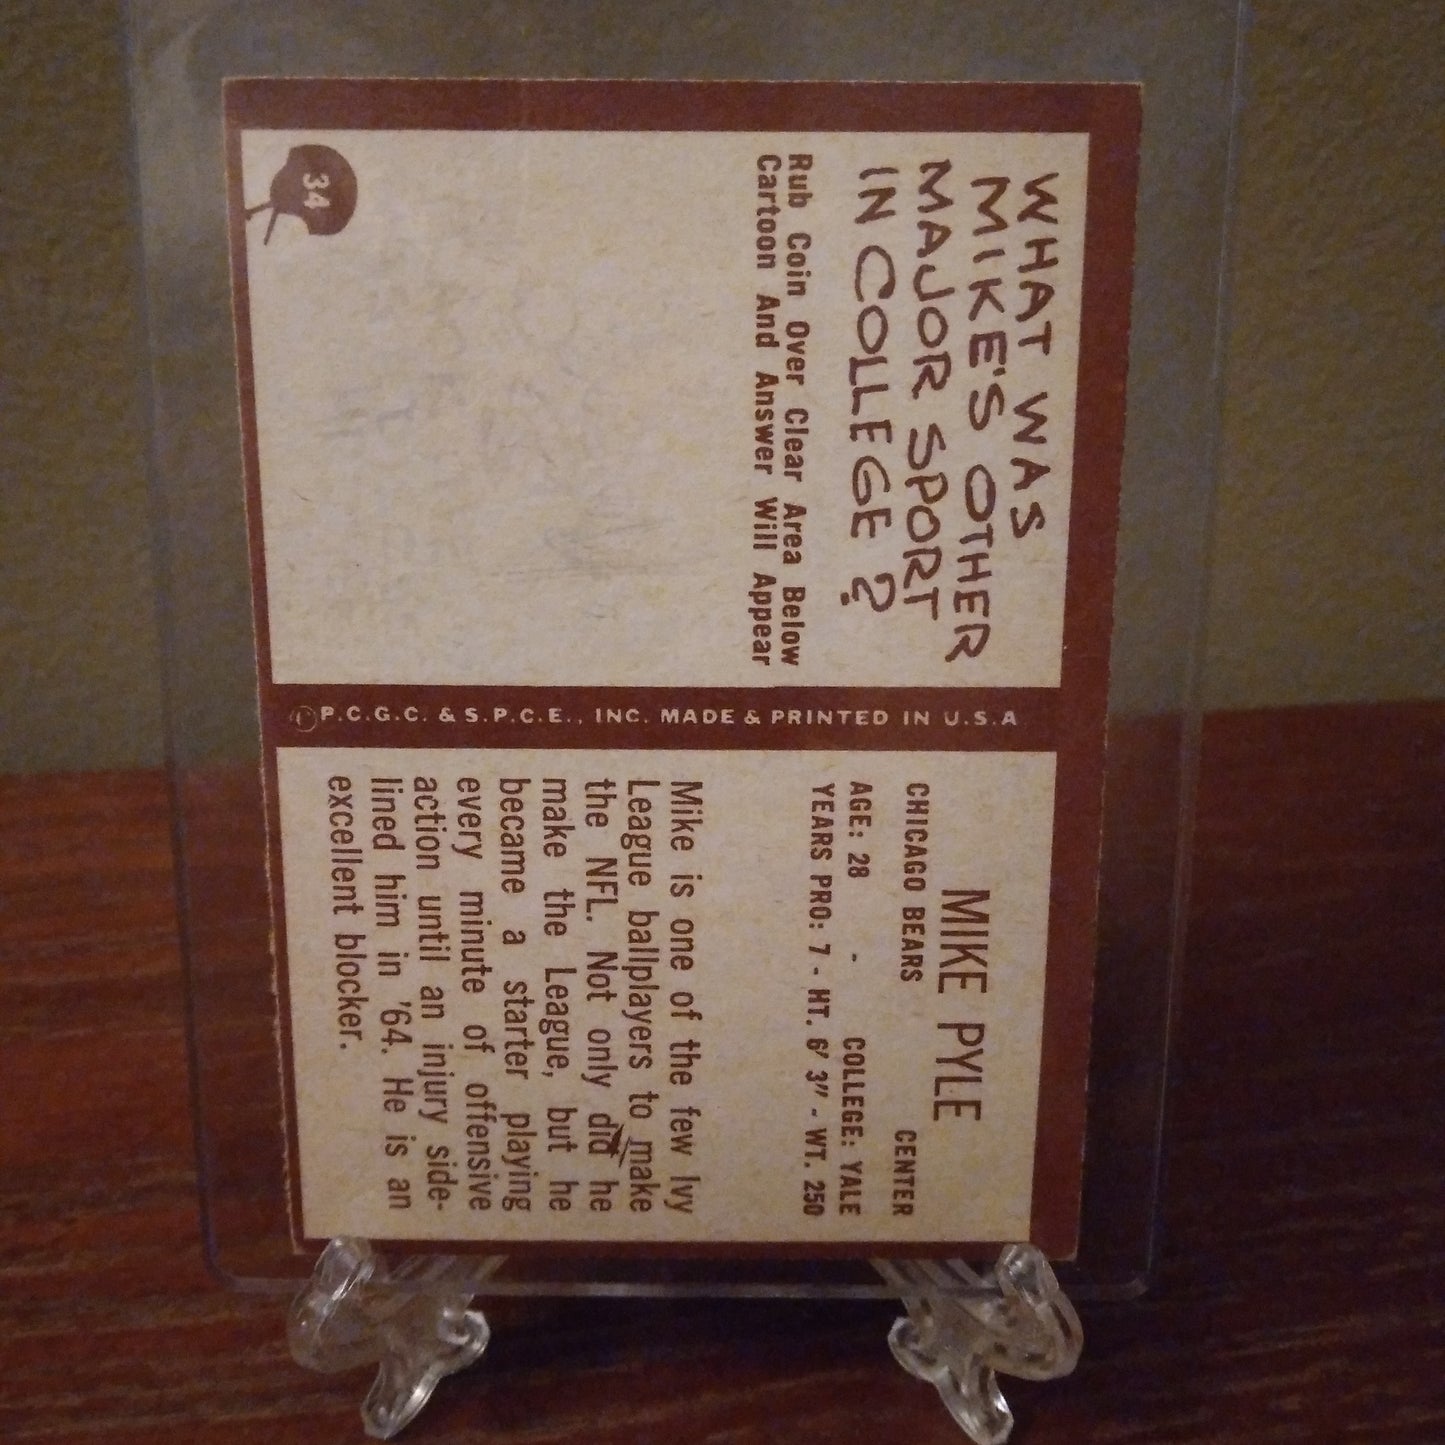 WHAT WAS
MIKE'S OTHER
MAJOR SPORT
IN COLLEGE?
Rub Coin Over Clear Area Below
Cartoon And Answer Will Appear
34
©P.C.G.C. & S.P.C.E., INC. MADE & PRINTED IN U.S.A
MIKE PYLE
CHICAGO BEARS CENTER
AGE: 28 - COLLEGE: YALE
YEARS PRO: 7 - HT. 6' 3" - WT. 250
Mike is one of the few Ivy
League ballplayers to make
the NFL. Not only did he
make the League, but he
became a starter playing
every minute of offensive
action until an injury side-
lined him in '64. He is an
excellent blocker.